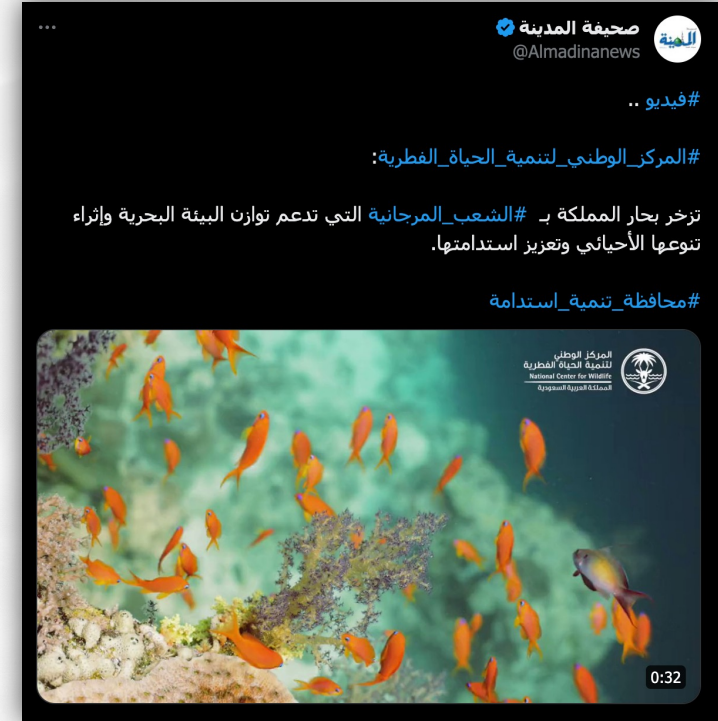 صحيفة المدينة
@Almadinanews
#فيديو ..
#المركز_الوطني_لتنمية_الحياة_الفطرية:
تزخر بحار المملكة بـ #الشعب_المرجانية التي تدعم توازن البيئة البحرية وإثراء
تنوعها الأحيائي وتعزيز استدامتها.
#محافظة_تنمية_استدامة
المركز الوطني
لتنمية الحياة الفطرية
National Center for Wildlife
المملكة العربية السعودية
0:32